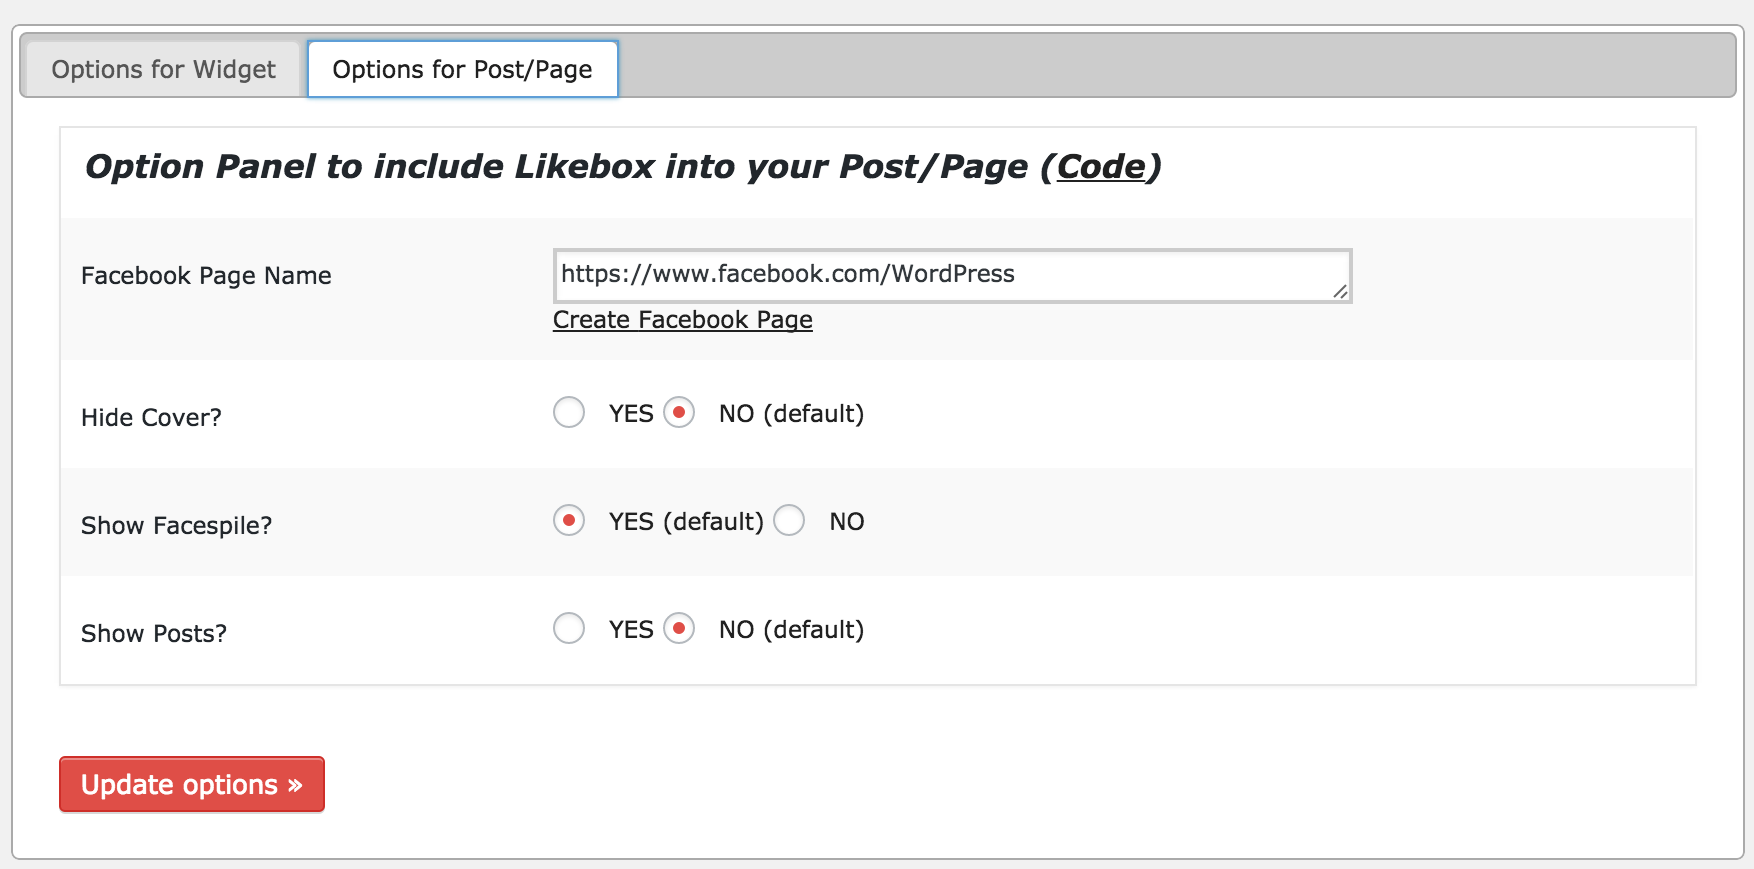 Options for Widget Options for Post/Page
Option Panel to include Likebox into your Post/Page (Code)
Facebook Page Name https://www.facebook.com/WordPress
Create Facebook Page
Hide Cover? YES NO (default)
Show Facespile? YES (default) NO
Show Posts? YES NO (default)
Update options »